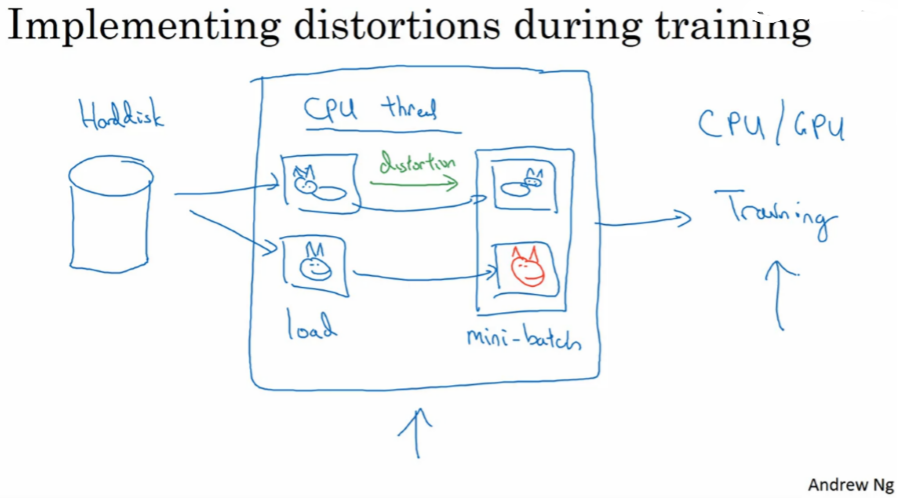 Implementing distortions during training
Harddisk
CPU thread
distortion
load
mini-batch
CPU/GPU
Training
Andrew Ng